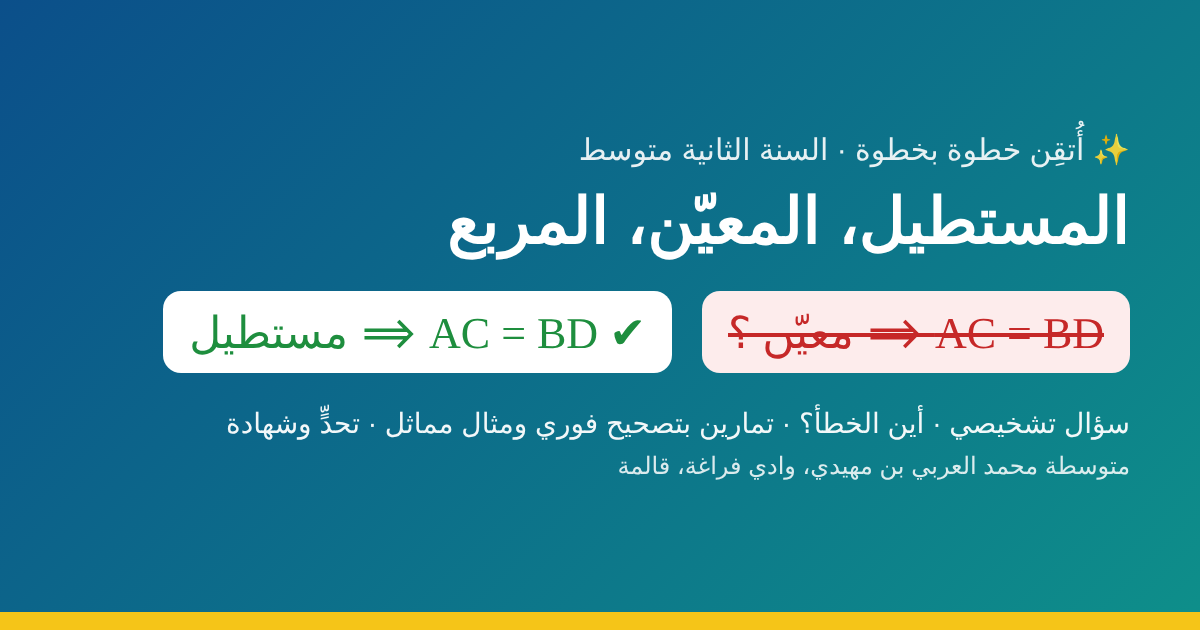 ✨ أُتقِن خطوة بخطوة · السنة الثانية متوسط
المستطيل، المعيّن، المربع
AC = BD ⟹ معيّن ؟
✔ AC = BD ⟹ مستطيل
سؤال تشخيصي · أين الخطأ؟ · تمارين بتصحيح فوري ومثال مماثل · تحدٍّ وشهادة
متوسطة محمد العربي بن مهيدي، وادي فراغة، قالمة